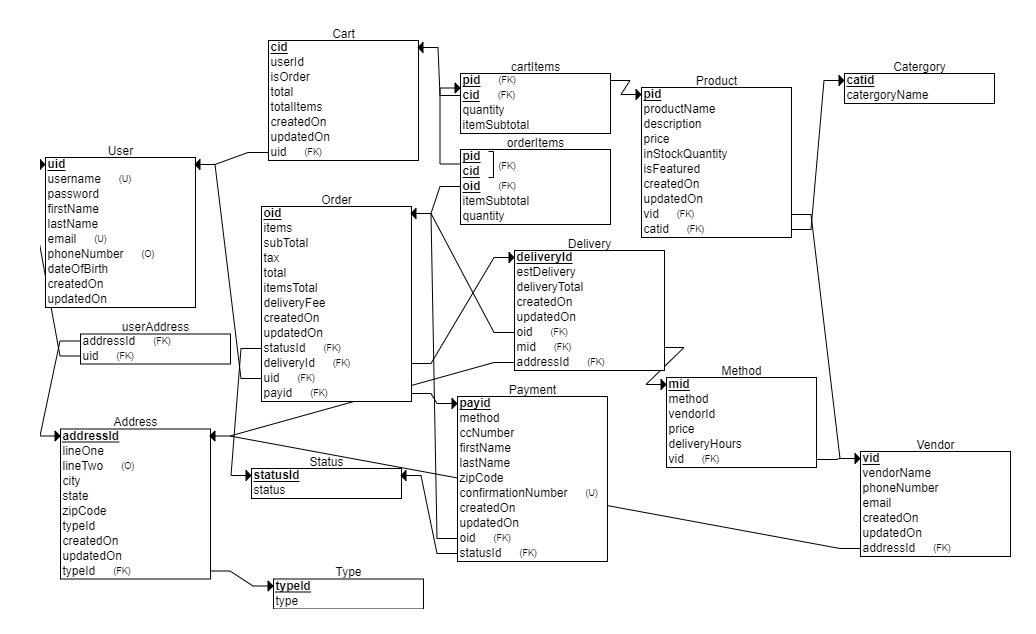 Cart
cid
userId
isOrder
total
totalItems
createdOn
updatedOn
uid (FK)
cartItems
pid (FK)
cid (FK)
quantity
itemSubtotal
orderItems
pid
cid (FK)
oid (FK)
itemSubtotal
quantity
Product
pid
productName
description
price
inStockQuantity
isFeatured
createdOn
updatedOn
vid (FK)
catid (FK)
Catergory
catid
catergoryName
User
uid
username (U)
password
firstName
lastName
email (U)
phoneNumber (O)
dateOfBirth
createdOn
updatedOn
Order
oid
items
subTotal
tax
total
itemsTotal
deliveryFee
createdOn
updatedOn
statusId (FK)
deliveryId (FK)
uid (FK)
payid (FK)
Delivery
deliveryId
estDelivery
deliveryTotal
createdOn
updatedOn
oid (FK)
mid (FK)
addressId (FK)
userAddress
addressId (FK)
uid (FK)
Method
mid
method
vendorId
price
deliveryHours
vid (FK)
Payment
payid
method
ccNumber
firstName
lastName
zipCode
confirmationNumber (U)
createdOn
updatedOn
oid (FK)
statusId (FK)
Address
addressId
lineOne
lineTwo (O)
city
state
zipCode
typeId
createdOn
updatedOn
typeId (FK)
Status
statusId
status
Vendor
vid
vendorName
phoneNumber
email
createdOn
updatedOn
addressId (FK)
Type
typeId
type